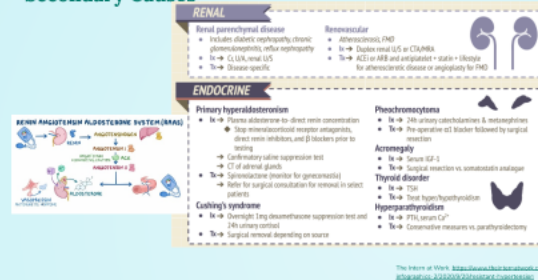 Secondary Causes
RENAL
Renal parenchymal disease
Includes diabetic nephropathy, chronic
glomerulonephritis, reflux nephropathy
Ix → Cr, U/A, renal U/S
Tx → Disease-specific
Renovascular
Atherosclerosis, FMD
Ix → Duplex renal U/S or CTA/MRA
Tx → ACEi or ARB and antiplatelet + statin + lifestyle
for atherosclerotic disease or angioplasty for FMD
ENDOCRINE
Primary hyperaldosteronism
Ix → Plasma aldosterone-to-direct renin concentration
Stop mineralocorticoid receptor antagonists,
direct renin inhibitors, and β blockers prior to
testing
→ Confirmatory saline suppression test
→ CT of adrenal glands
Tx → Spironolactone (monitor for gynecomastia)
→ Refer for surgical consultation for removal in select
patients
Cushing's syndrome
Ix → Overnight 1mg dexamethasone suppression test and
24h urinary cortisol
Tx → Surgical removal depending on source
Pheochromocytoma
Ix → 24h urinary catecholamines & metanephrines
Tx → Pre-operative α1 blocker followed by surgical
resection
Acromegaly
Ix → Serum IGF-1
Tx → Surgical resection vs. somatostatin analogue
Thyroid disorder
Ix → TSH
Tx → Treat hyper/hypothyroidism
Hyperparathyroidism
Ix → PTH, serum Ca²⁺
Tx → Conservative measures vs. parathyroidectomy
RENIN ANGIOTENSIN ALDOSTERONE SYSTEM (RAAS)
RENIN
ANGIOTENSIN I
ACE
ANGIOTENSIN II
ALDOSTERONE
The Intern at Work